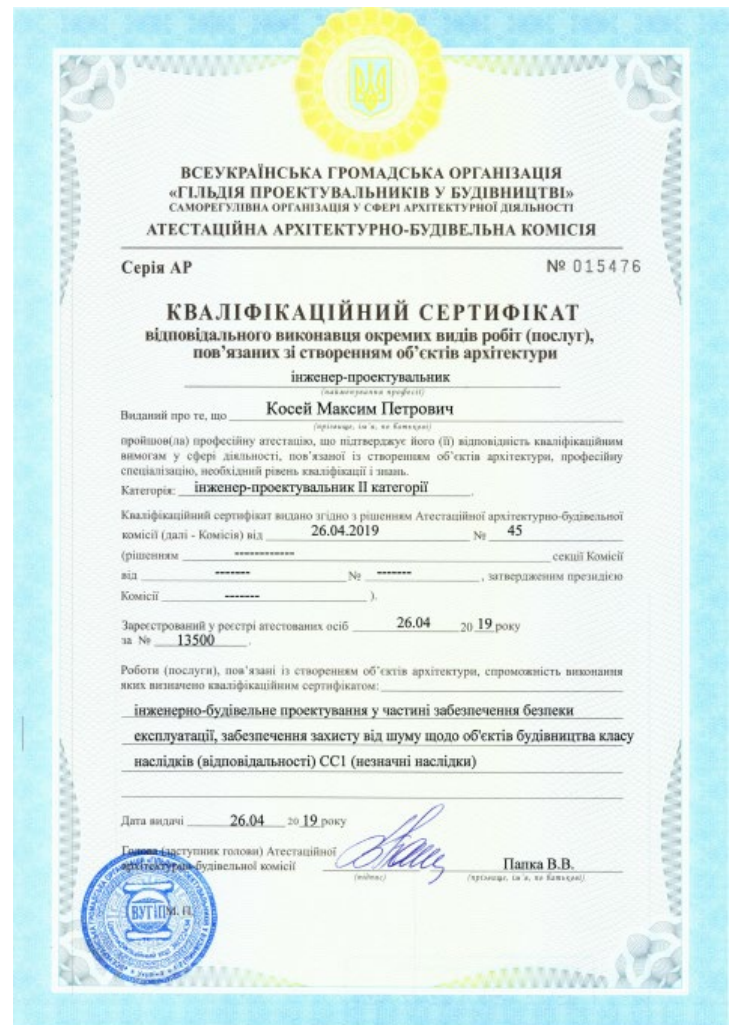 ВСЕУКРАЇНСЬКА ГРОМАДСЬКА ОРГАНІЗАЦІЯ
«ГІЛЬДІЯ ПРОЕКТУВАЛЬНИКІВ У БУДІВНИЦТВІ»
САМОРЕГУЛІВНА ОРГАНІЗАЦІЯ У СФЕРІ АРХІТЕКТУРНОЇ ДІЯЛЬНОСТІ
АТЕСТАЦІЙНА АРХІТЕКТУРНО-БУДІВЕЛЬНА КОМІСІЯ
Серія АР № 015476
КВАЛІФІКАЦІЙНИЙ СЕРТИФІКАТ
відповідального виконавця окремих видів робіт (послуг),
пов’язаних зі створенням об’єктів архітектури
інженер-проектувальник
(найменування професії)
Виданий про те, що Косей Максим Петрович
(прізвище, ім’я, по батькові)
пройшов(ла) професійну атестацію, що підтверджує його (її) відповідність кваліфікаційним
вимогам у сфері діяльності, пов’язаної із створенням об’єктів архітектури, професійну
спеціалізацію, необхідний рівень кваліфікації і знань.
Категорія: інженер-проектувальник II категорії.
Кваліфікаційний сертифікат видано згідно з рішенням Атестаційної архітектурно-будівельної
комісії (далі - Комісія) від 26.04.2019 № 45
(рішенням ------------ секції Комісії
від ------- № -------, затвердженим президією
Комісії ------- ).
Зареєстрований у реєстрі атестованих осіб 26.04 20 19 року
за № 13500.
Роботи (послуги), пов’язані із створенням об’єктів архітектури, спроможність виконання
яких визначено кваліфікаційним сертифікатом:
інженерно-будівельне проектування у частині забезпечення безпеки
експлуатації, забезпечення захисту від шуму щодо об'єктів будівництва класу
наслідків (відповідальності) СС1 (незначні наслідки)
Дата видачі 26.04 20 19 року
Голова (заступник голови) Атестаційної
архітектурно-будівельної комісії Папка В.В.
(підпис) (прізвище, ім’я, по батькові)
ВУГІП М. П.